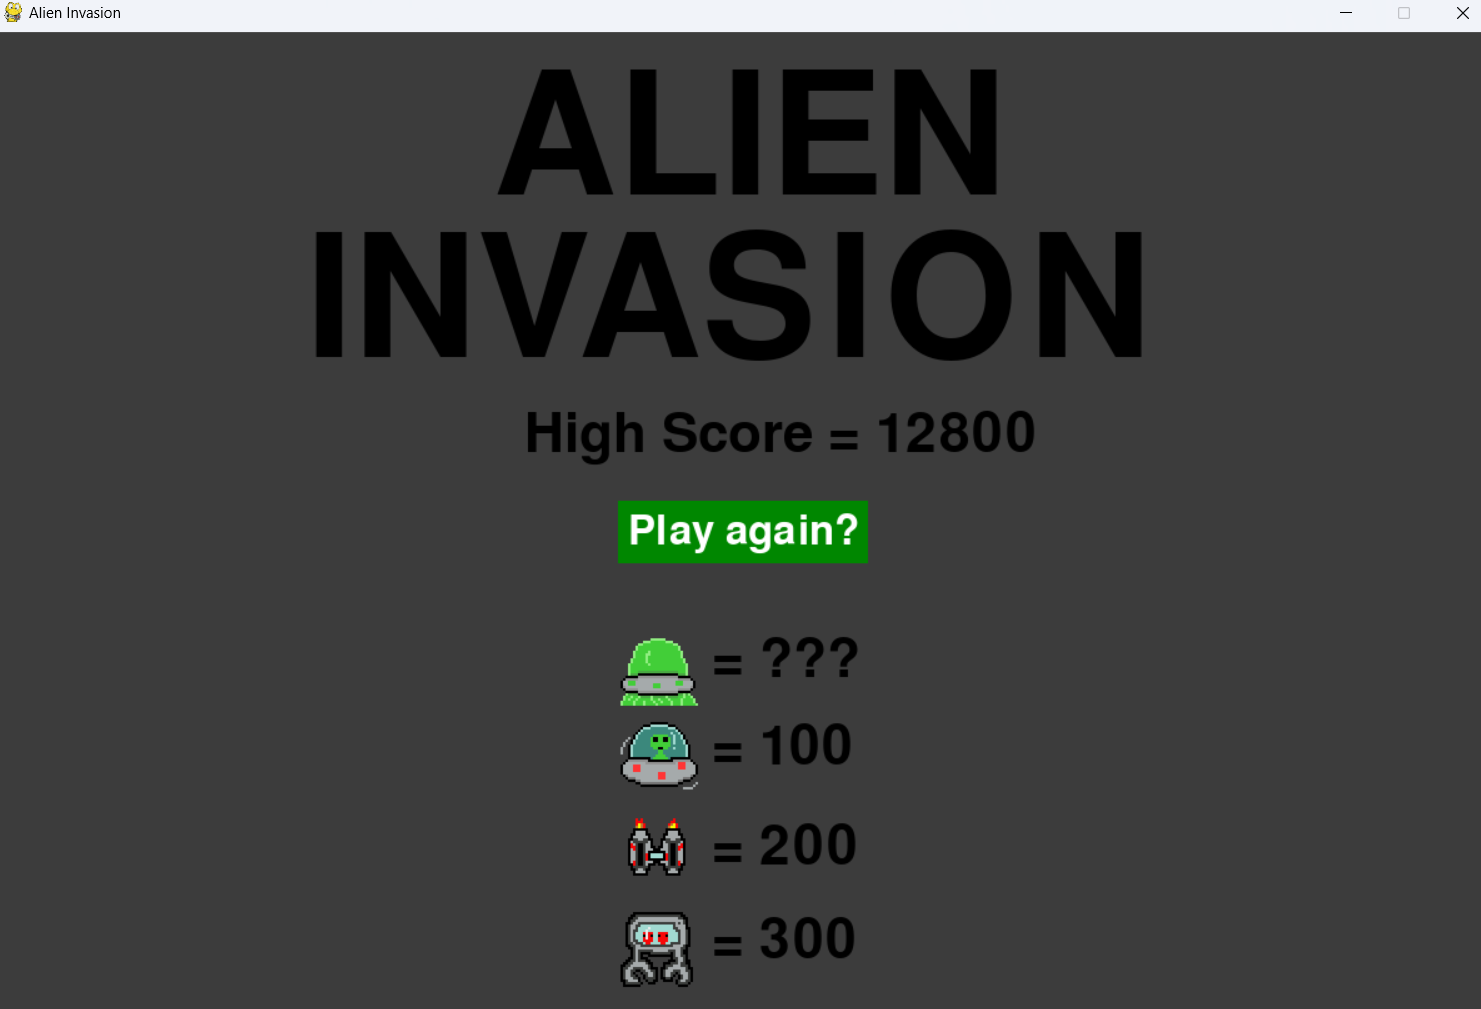 Alien Invasion
ALIEN
INVASION
High Score = 12800
Play again?
= ???
= 100
= 200
= 300